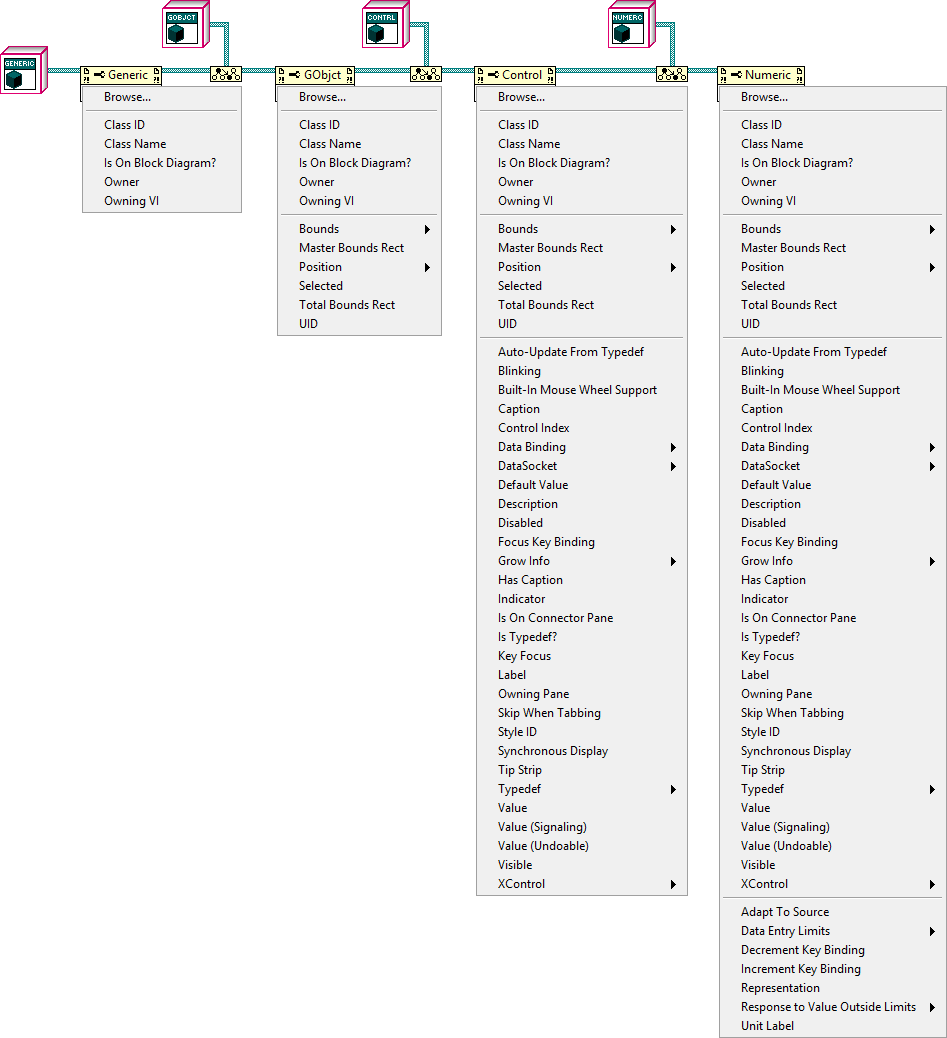 GOBJCT
CONTRL
NUMERC
GENERIC
Generic
GObjct
Control
Numeric
Browse...
Class ID
Class Name
Is On Block Diagram?
Owner
Owning VI
Browse...
Class ID
Class Name
Is On Block Diagram?
Owner
Owning VI
Bounds
Master Bounds Rect
Position
Selected
Total Bounds Rect
UID
Browse...
Class ID
Class Name
Is On Block Diagram?
Owner
Owning VI
Bounds
Master Bounds Rect
Position
Selected
Total Bounds Rect
UID
Auto-Update From Typedef
Blinking
Built-In Mouse Wheel Support
Caption
Control Index
Data Binding
DataSocket
Default Value
Description
Disabled
Focus Key Binding
Grow Info
Has Caption
Indicator
Is On Connector Pane
Is Typedef?
Key Focus
Label
Owning Pane
Skip When Tabbing
Style ID
Synchronous Display
Tip Strip
Typedef
Value
Value (Signaling)
Value (Undoable)
Visible
XControl
Browse...
Class ID
Class Name
Is On Block Diagram?
Owner
Owning VI
Bounds
Master Bounds Rect
Position
Selected
Total Bounds Rect
UID
Auto-Update From Typedef
Blinking
Built-In Mouse Wheel Support
Caption
Control Index
Data Binding
DataSocket
Default Value
Description
Disabled
Focus Key Binding
Grow Info
Has Caption
Indicator
Is On Connector Pane
Is Typedef?
Key Focus
Label
Owning Pane
Skip When Tabbing
Style ID
Synchronous Display
Tip Strip
Typedef
Value
Value (Signaling)
Value (Undoable)
Visible
XControl
Adapt To Source
Data Entry Limits
Decrement Key Binding
Increment Key Binding
Representation
Response to Value Outside Limits
Unit Label